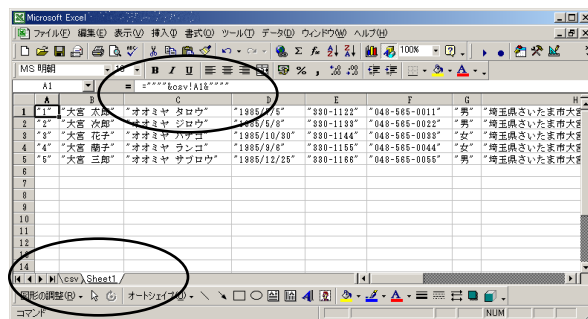 Microsoft Excel
ファイル(F) 編集(E) 表示(V) 挿入(I) 書式(O) ツール(T) データ(D) ウィンドウ(W) ヘルプ(H)
100%
MS 明朝 B I U % ,
A1 = =""""&csv!A1&""""
A B C D E F G H
1 "1" "大宮 太郎" "オオミヤ タロウ" "1985/5/5" "330-1122" "048-565-0011" "男" "埼玉県さいたま市大宮
2 "2" "大宮 次郎" "オオミヤ ジロウ" "1985/5/8" "330-1133" "048-565-0022" "男" "埼玉県さいたま市大宮
3 "3" "大宮 花子" "オオミヤ ハナコ" "1985/10/30" "330-1144" "048-565-0033" "女" "埼玉県さいたま市大宮
4 "4" "大宮 蘭子" "オオミヤ ランコ" "1985/9/6" "330-1155" "048-565-0044" "女" "埼玉県さいたま市大宮
5 "5" "大宮 三郎" "オオミヤ サブロウ" "1985/12/25" "330-1166" "048-565-0055" "男" "埼玉県さいたま市大宮
6
7
8
9
10
11
12
13
14
csv Sheet1
図形の調整(R) オートシェイプ(U)
コマンド NUM